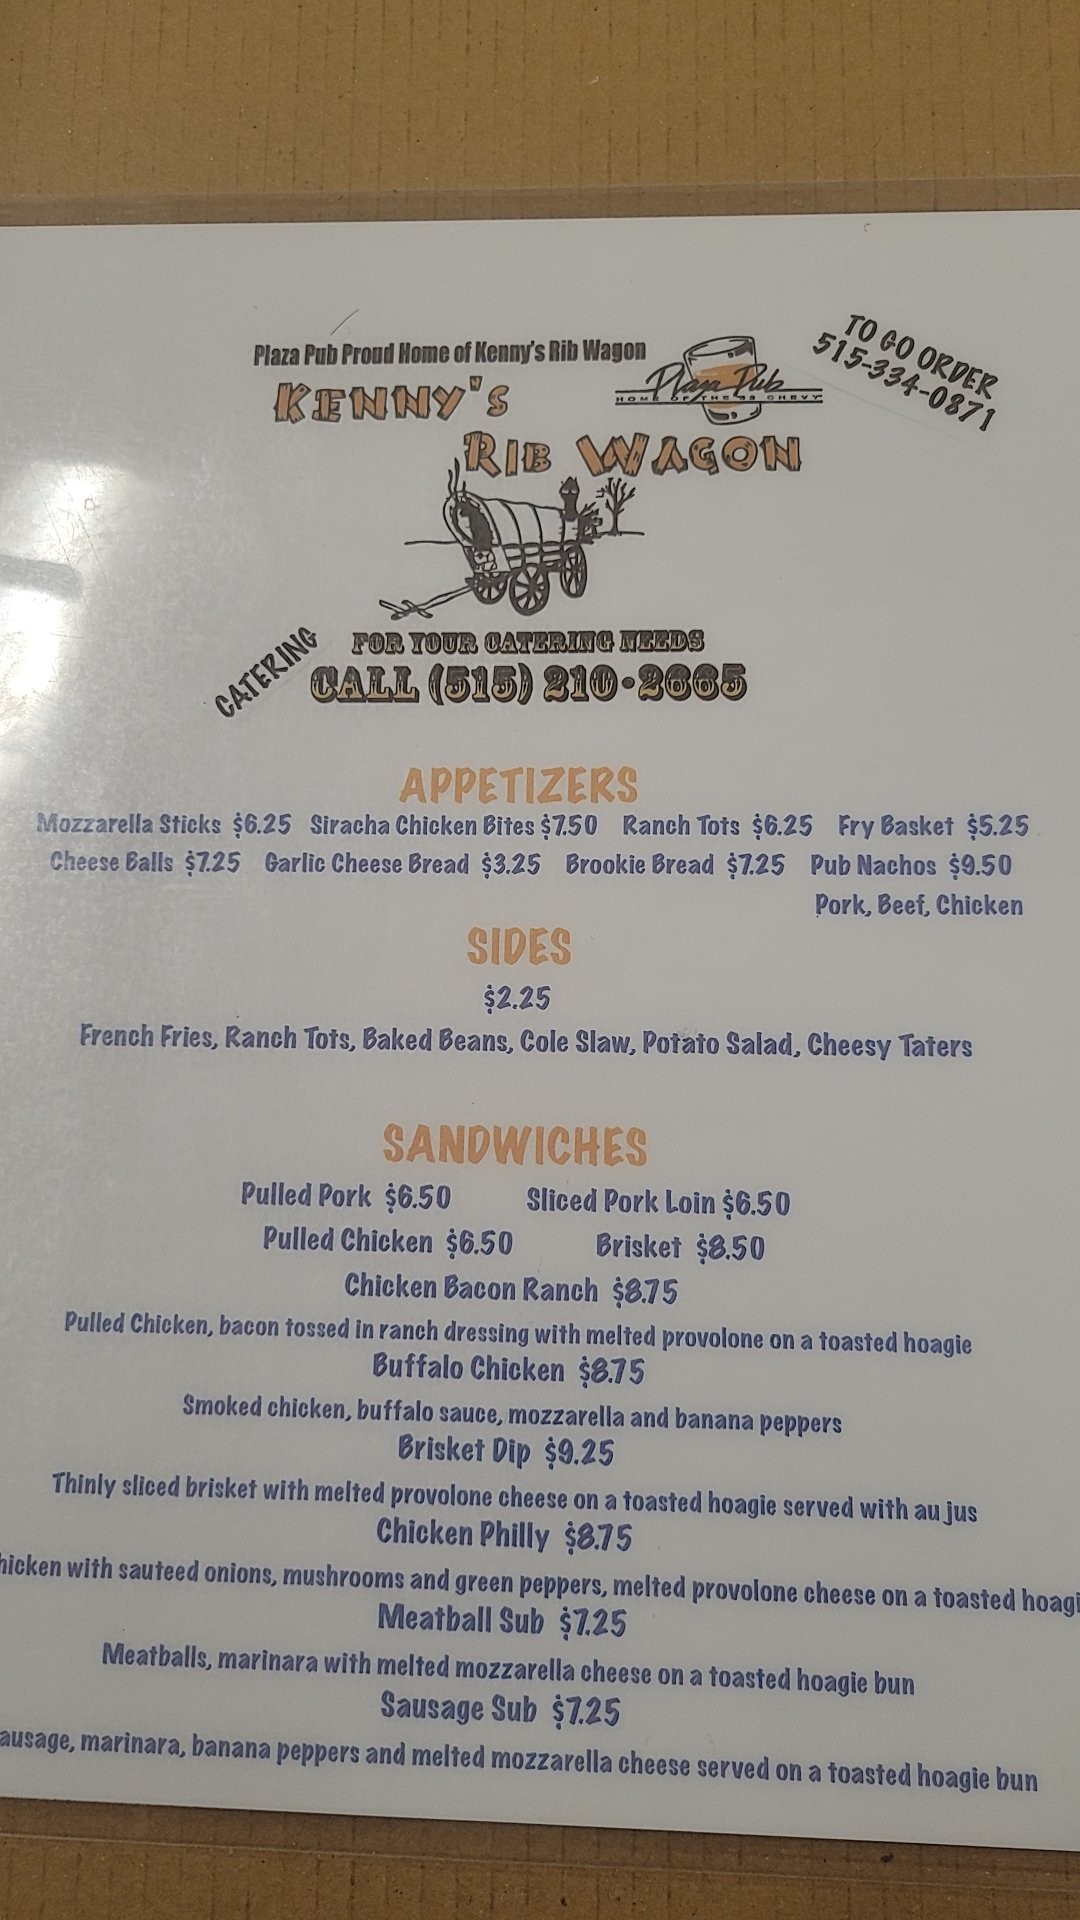 Plaza Pub Proud Home of Kenny's Rib Wagon
KENNY'S
RIB WAGON
Plaza Pub
HOME OF THE 33 CHEVY
TO GO ORDER
515-334-0871
CATERING
FOR YOUR CATERING NEEDS
CALL (515) 210-2665
APPETIZERS
Mozzarella Sticks $6.25 Siracha Chicken Bites $7.50 Ranch Tots $6.25 Fry Basket $5.25
Cheese Balls $7.25 Garlic Cheese Bread $3.25 Brookie Bread $7.25 Pub Nachos $9.50
Pork, Beef, Chicken
SIDES
$2.25
French Fries, Ranch Tots, Baked Beans, Cole Slaw, Potato Salad, Cheesy Taters
SANDWICHES
Pulled Pork $6.50 Sliced Pork Loin $6.50
Pulled Chicken $6.50 Brisket $8.50
Chicken Bacon Ranch $8.75
Pulled Chicken, bacon tossed in ranch dressing with melted provolone on a toasted hoagie
Buffalo Chicken $8.75
Smoked chicken, buffalo sauce, mozzarella and banana peppers
Brisket Dip $9.25
Thinly sliced brisket with melted provolone cheese on a toasted hoagie served with au jus
Chicken Philly $8.75
hicken with sauteed onions, mushrooms and green peppers, melted provolone cheese on a toasted hoagi
Meatball Sub $7.25
Meatballs, marinara with melted mozzarella cheese on a toasted hoagie bun
Sausage Sub $7.25
ausage, marinara, banana peppers and melted mozzarella cheese served on a toasted hoagie bun